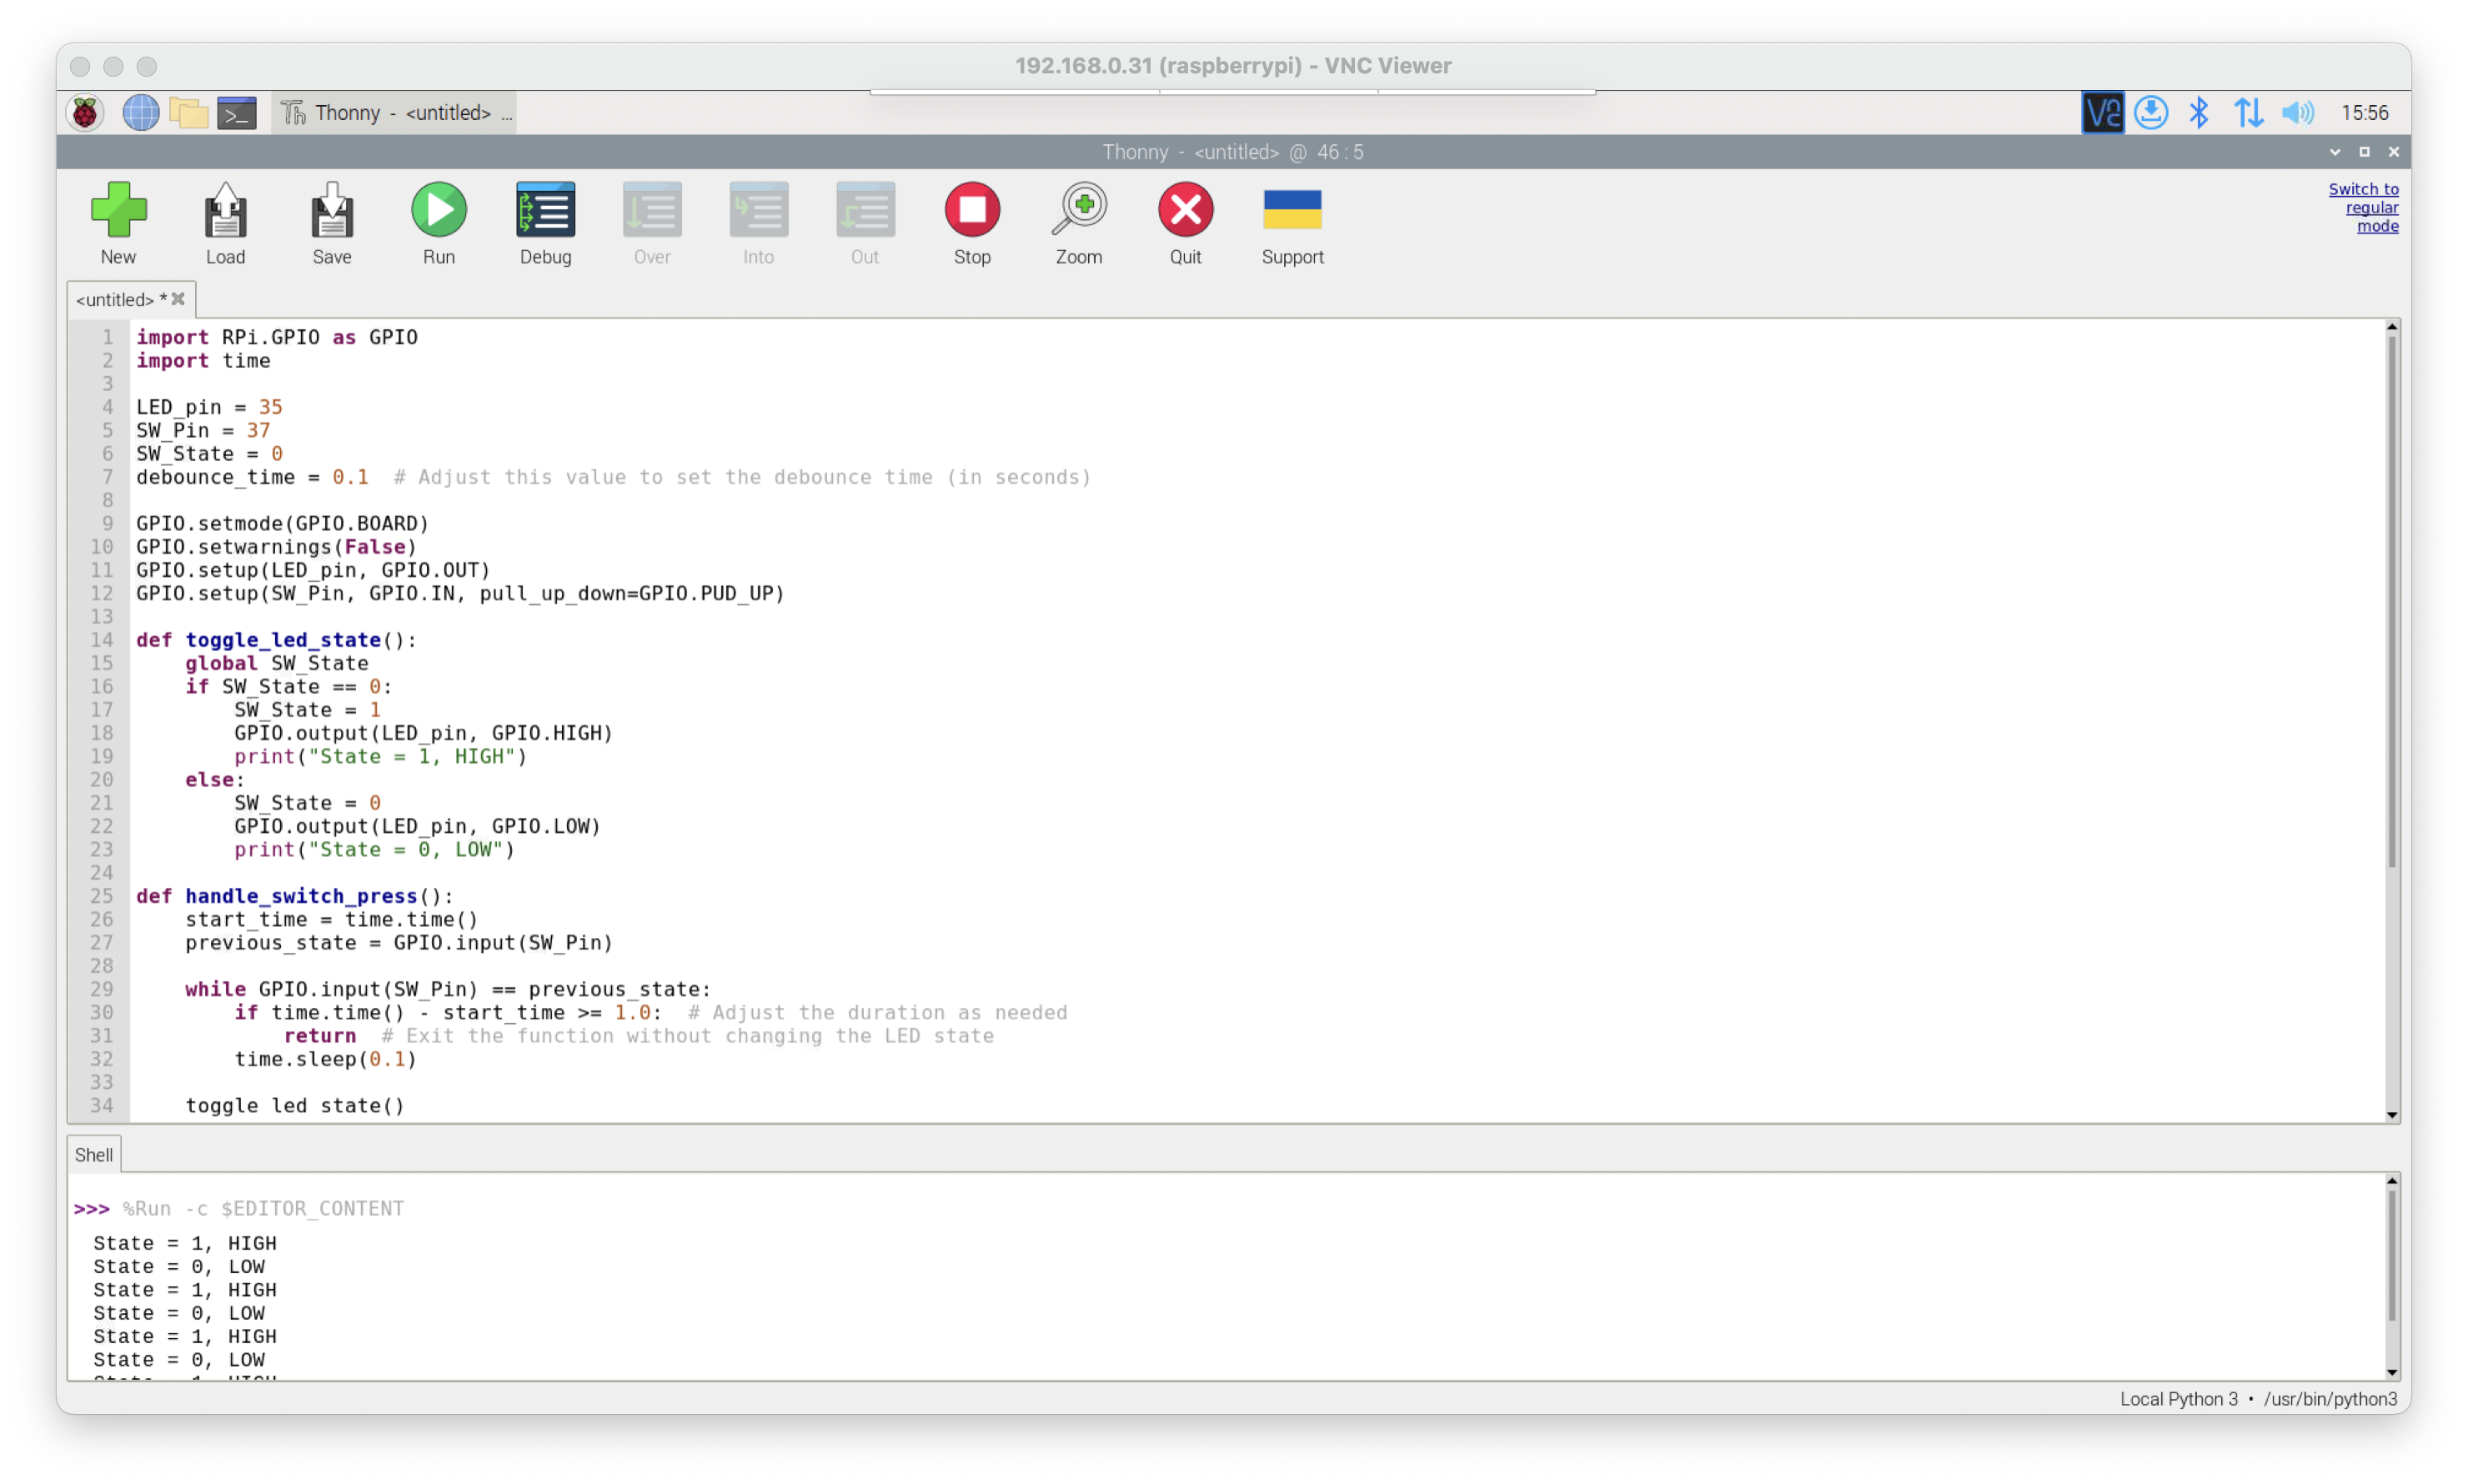 192.168.0.31 (raspberrypi) - VNC Viewer
Thonny - <untitled> ...
15:56
Thonny - <untitled> @ 46 : 5
New
Load
Save
Run
Debug
Over
Into
Out
Stop
Zoom
Quit
Support
Switch to
regular
mode
<untitled> *
1 import RPi.GPIO as GPIO
2 import time
3
4 LED_pin = 35
5 SW_Pin = 37
6 SW_State = 0
7 debounce_time = 0.1  # Adjust this value to set the debounce time (in seconds)
8
9 GPIO.setmode(GPIO.BOARD)
10 GPIO.setwarnings(False)
11 GPIO.setup(LED_pin, GPIO.OUT)
12 GPIO.setup(SW_Pin, GPIO.IN, pull_up_down=GPIO.PUD_UP)
13
14 def toggle_led_state():
15     global SW_State
16     if SW_State == 0:
17         SW_State = 1
18         GPIO.output(LED_pin, GPIO.HIGH)
19         print("State = 1, HIGH")
20     else:
21         SW_State = 0
22         GPIO.output(LED_pin, GPIO.LOW)
23         print("State = 0, LOW")
24
25 def handle_switch_press():
26     start_time = time.time()
27     previous_state = GPIO.input(SW_Pin)
28
29     while GPIO.input(SW_Pin) == previous_state:
30         if time.time() - start_time >= 1.0:  # Adjust the duration as needed
31             return  # Exit the function without changing the LED state
32         time.sleep(0.1)
33
34     toggle led state()
Shell
>>> %Run -c $EDITOR_CONTENT
State = 1, HIGH
State = 0, LOW
State = 1, HIGH
State = 0, LOW
State = 1, HIGH
State = 0, LOW
Local Python 3 • /usr/bin/python3